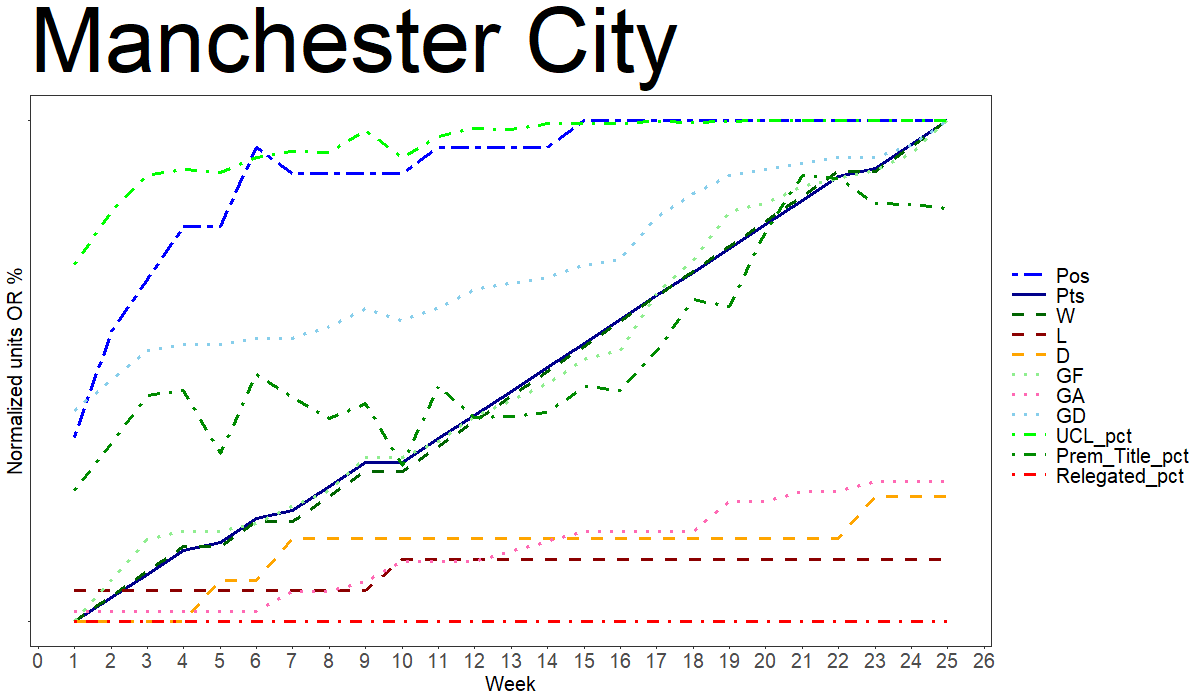 Manchester City
Normalized units OR %
Pos
Pts
W
L
D
GF
GA
GD
UCL_pct
Prem_Title_pct
Relegated_pct
0 1 2 3 4 5 6 7 8 9 10 11 12 13 14 15 16 17 18 19 20 21 22 23 24 25 26
Week